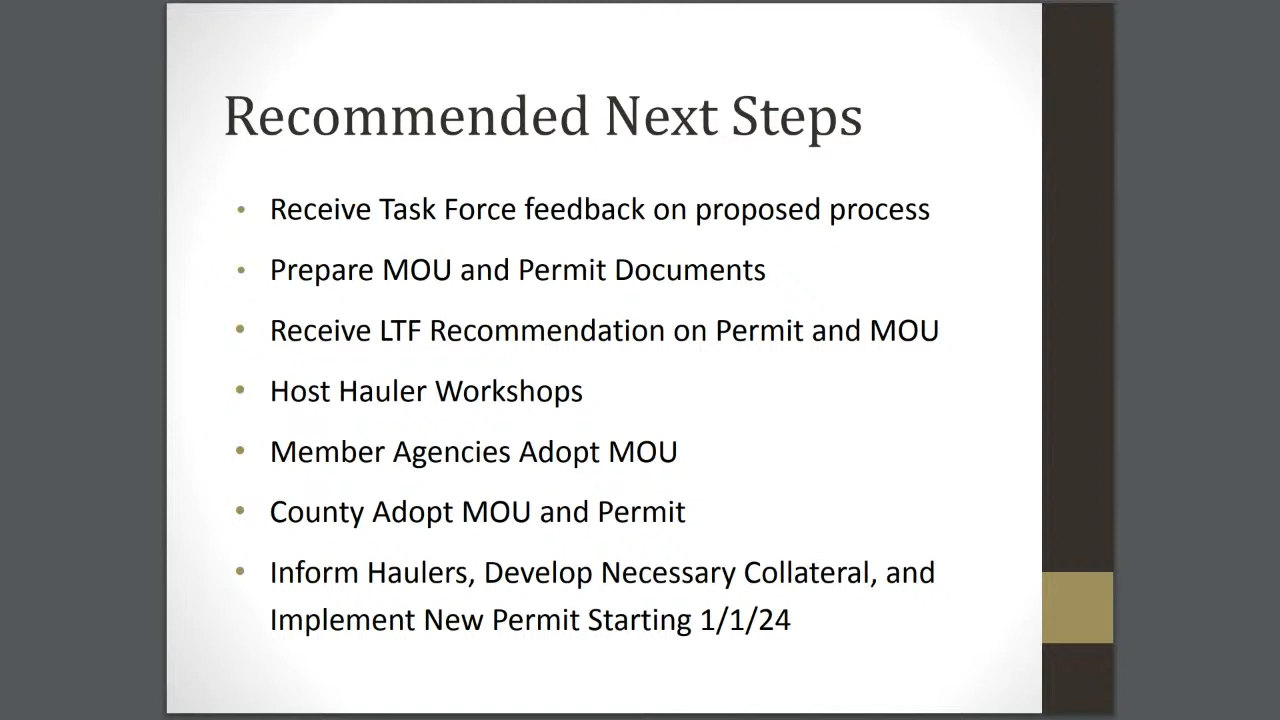 Recommended Next Steps
• Receive Task Force feedback on proposed process
• Prepare MOU and Permit Documents
• Receive LTF Recommendation on Permit and MOU
• Host Hauler Workshops
• Member Agencies Adopt MOU
• County Adopt MOU and Permit
• Inform Haulers, Develop Necessary Collateral, and
Implement New Permit Starting 1/1/24